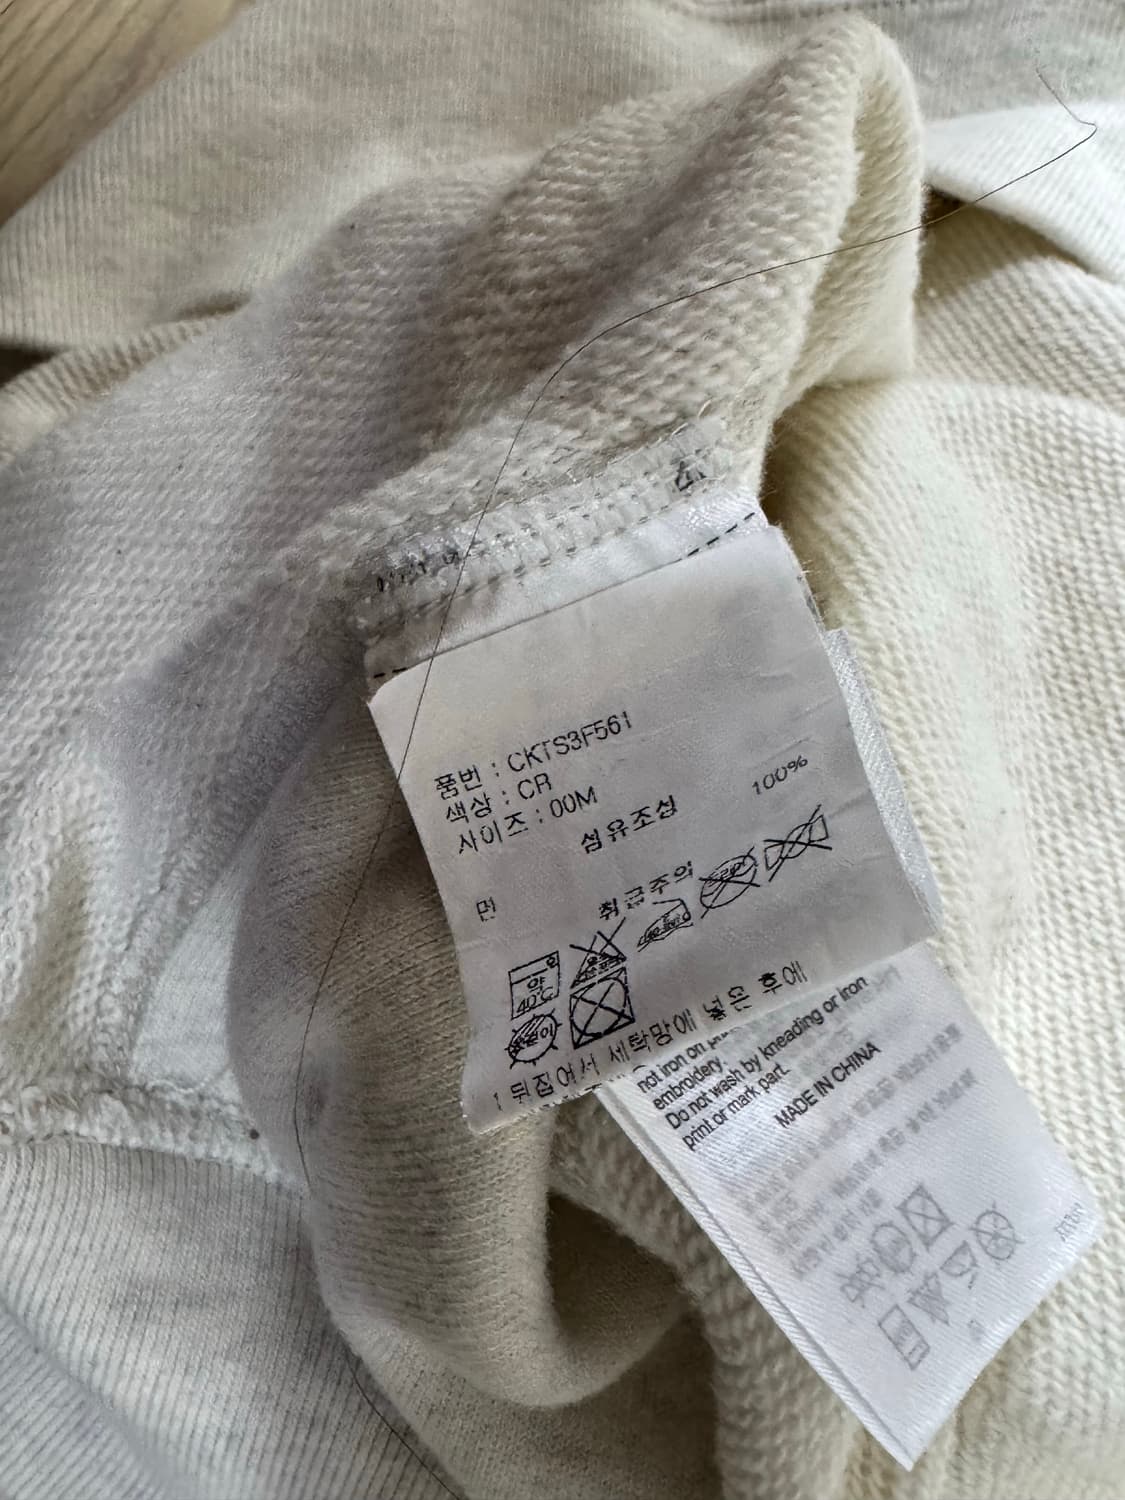 품번 : CKTS3F561
색상 : CR
사이즈 : 00M
섬유조성
면 100%
취급주의
약
40℃
1 뒤집어서 세탁망에 넣은 후에
not iron on
embroidery.
Do not wash by kneading or iron
print or mark part.
MADE IN CHINA